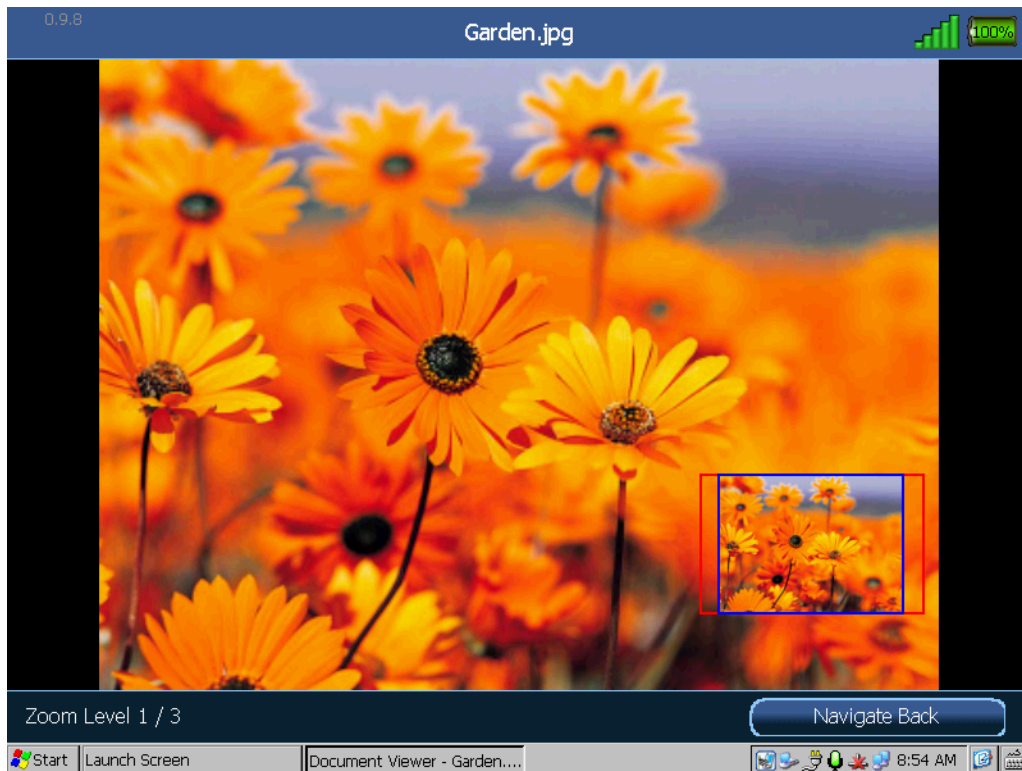 0.9.8
Garden.jpg
100%
Zoom Level 1 / 3
Navigate Back
Start
Launch Screen
Document Viewer - Garden....
8:54 AM